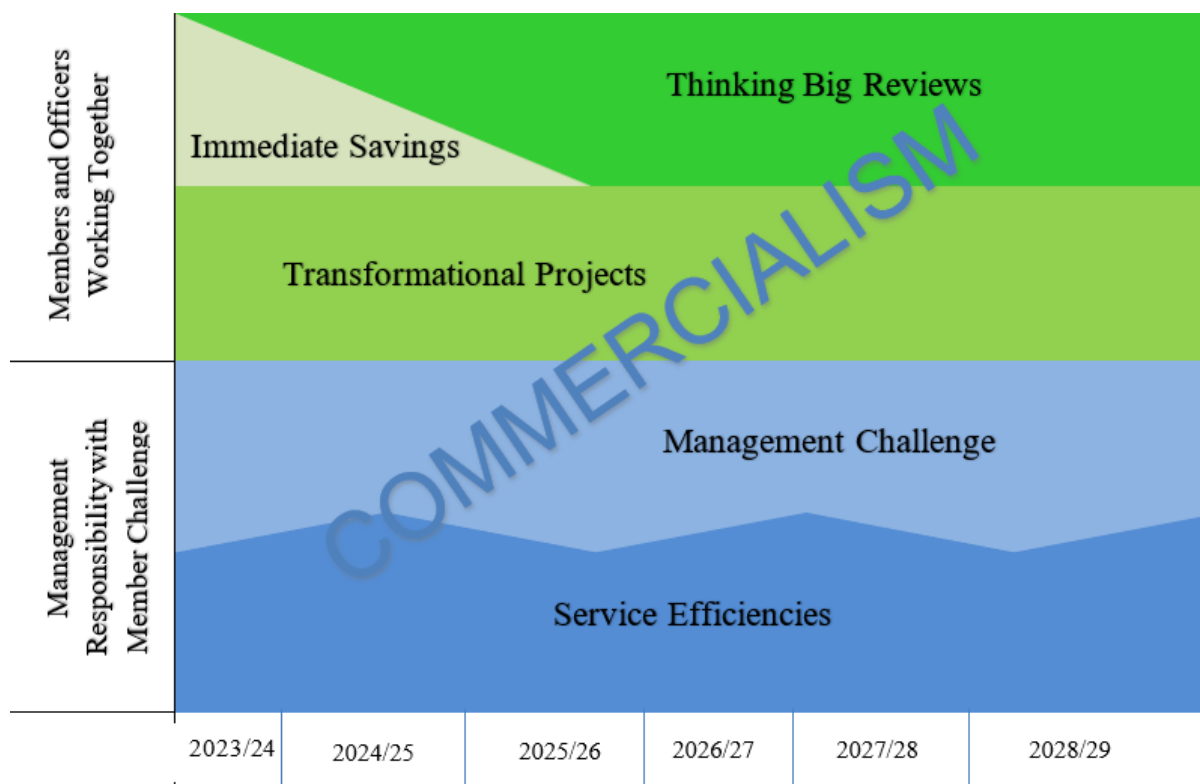 Members and Officers
Working Together
Thinking Big Reviews
Immediate Savings
Transformational Projects
COMMERCIALISM
Management
Responsibility with
Member Challenge
Management Challenge
Service Efficiencies
2023/24
2024/25
2025/26
2026/27
2027/28
2028/29